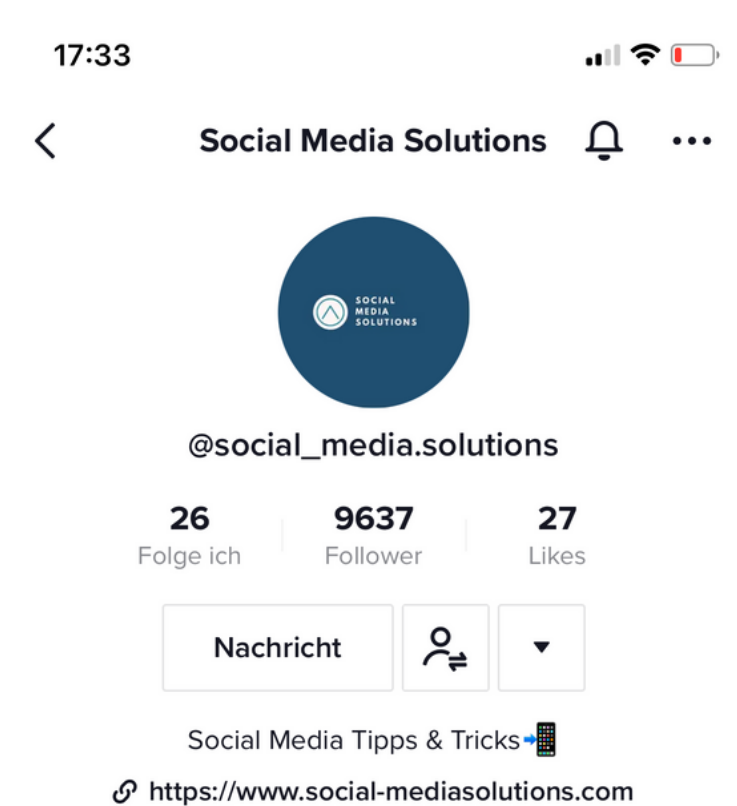 17:33
Social Media Solutions
SOCIAL
MEDIA
SOLUTIONS
@social_media.solutions
26 9637 27
Folge ich Follower Likes
Nachricht
Social Media Tipps & Tricks
https://www.social-mediasolutions.com